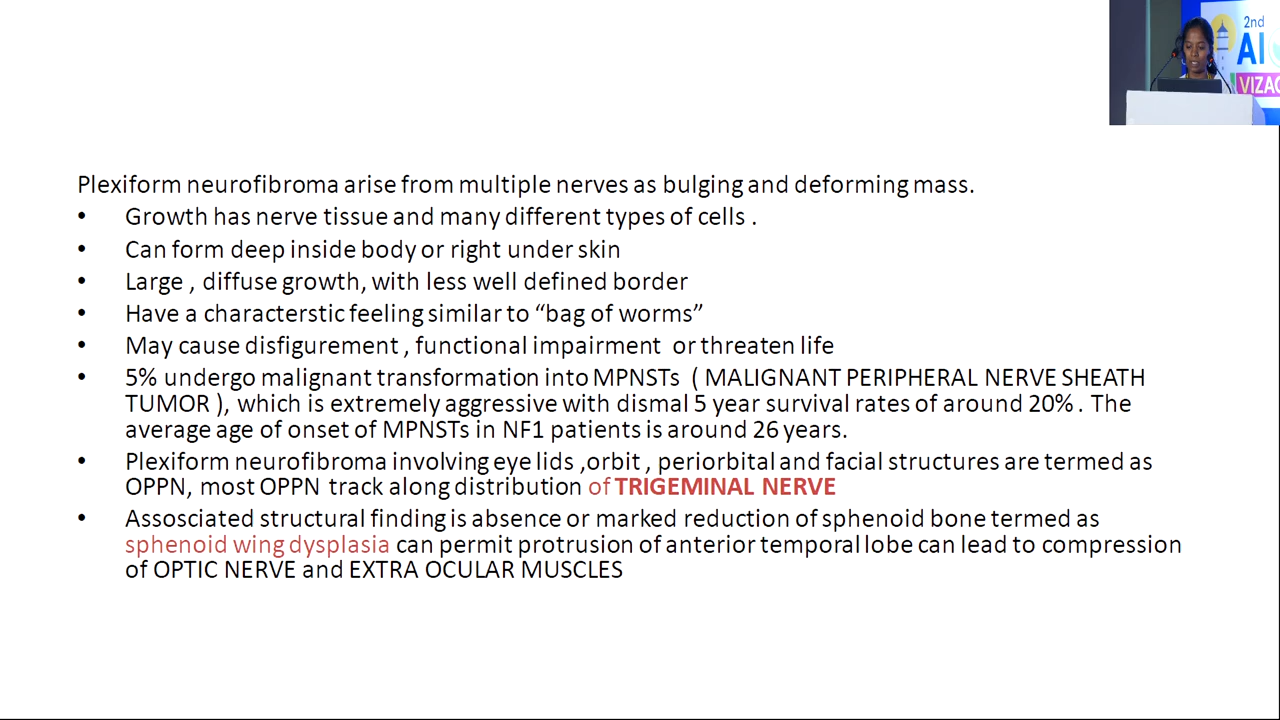 2nd
AI
VIZAG
Plexiform neurofibroma arise from multiple nerves as bulging and deforming mass.
• Growth has nerve tissue and many different types of cells .
• Can form deep inside body or right under skin
• Large , diffuse growth, with less well defined border
• Have a characterstic feeling similar to “bag of worms”
• May cause disfigurement , functional impairment or threaten life
• 5% undergo malignant transformation into MPNSTs ( MALIGNANT PERIPHERAL NERVE SHEATH
TUMOR ), which is extremely aggressive with dismal 5 year survival rates of around 20% . The
average age of onset of MPNSTs in NF1 patients is around 26 years.
• Plexiform neurofibroma involving eye lids ,orbit , periorbital and facial structures are termed as
OPPN, most OPPN track along distribution of TRIGEMINAL NERVE
• Assosciated structural finding is absence or marked reduction of sphenoid bone termed as
sphenoid wing dysplasia can permit protrusion of anterior temporal lobe can lead to compression
of OPTIC NERVE and EXTRA OCULAR MUSCLES